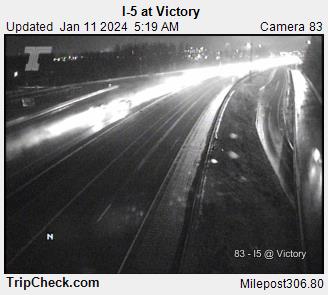 I-5 at Victory
Updated Jan 11 2024 5:19 AM Camera 83
T
N
83 - I5 @ Victory
TripCheck.com Milepost306.80